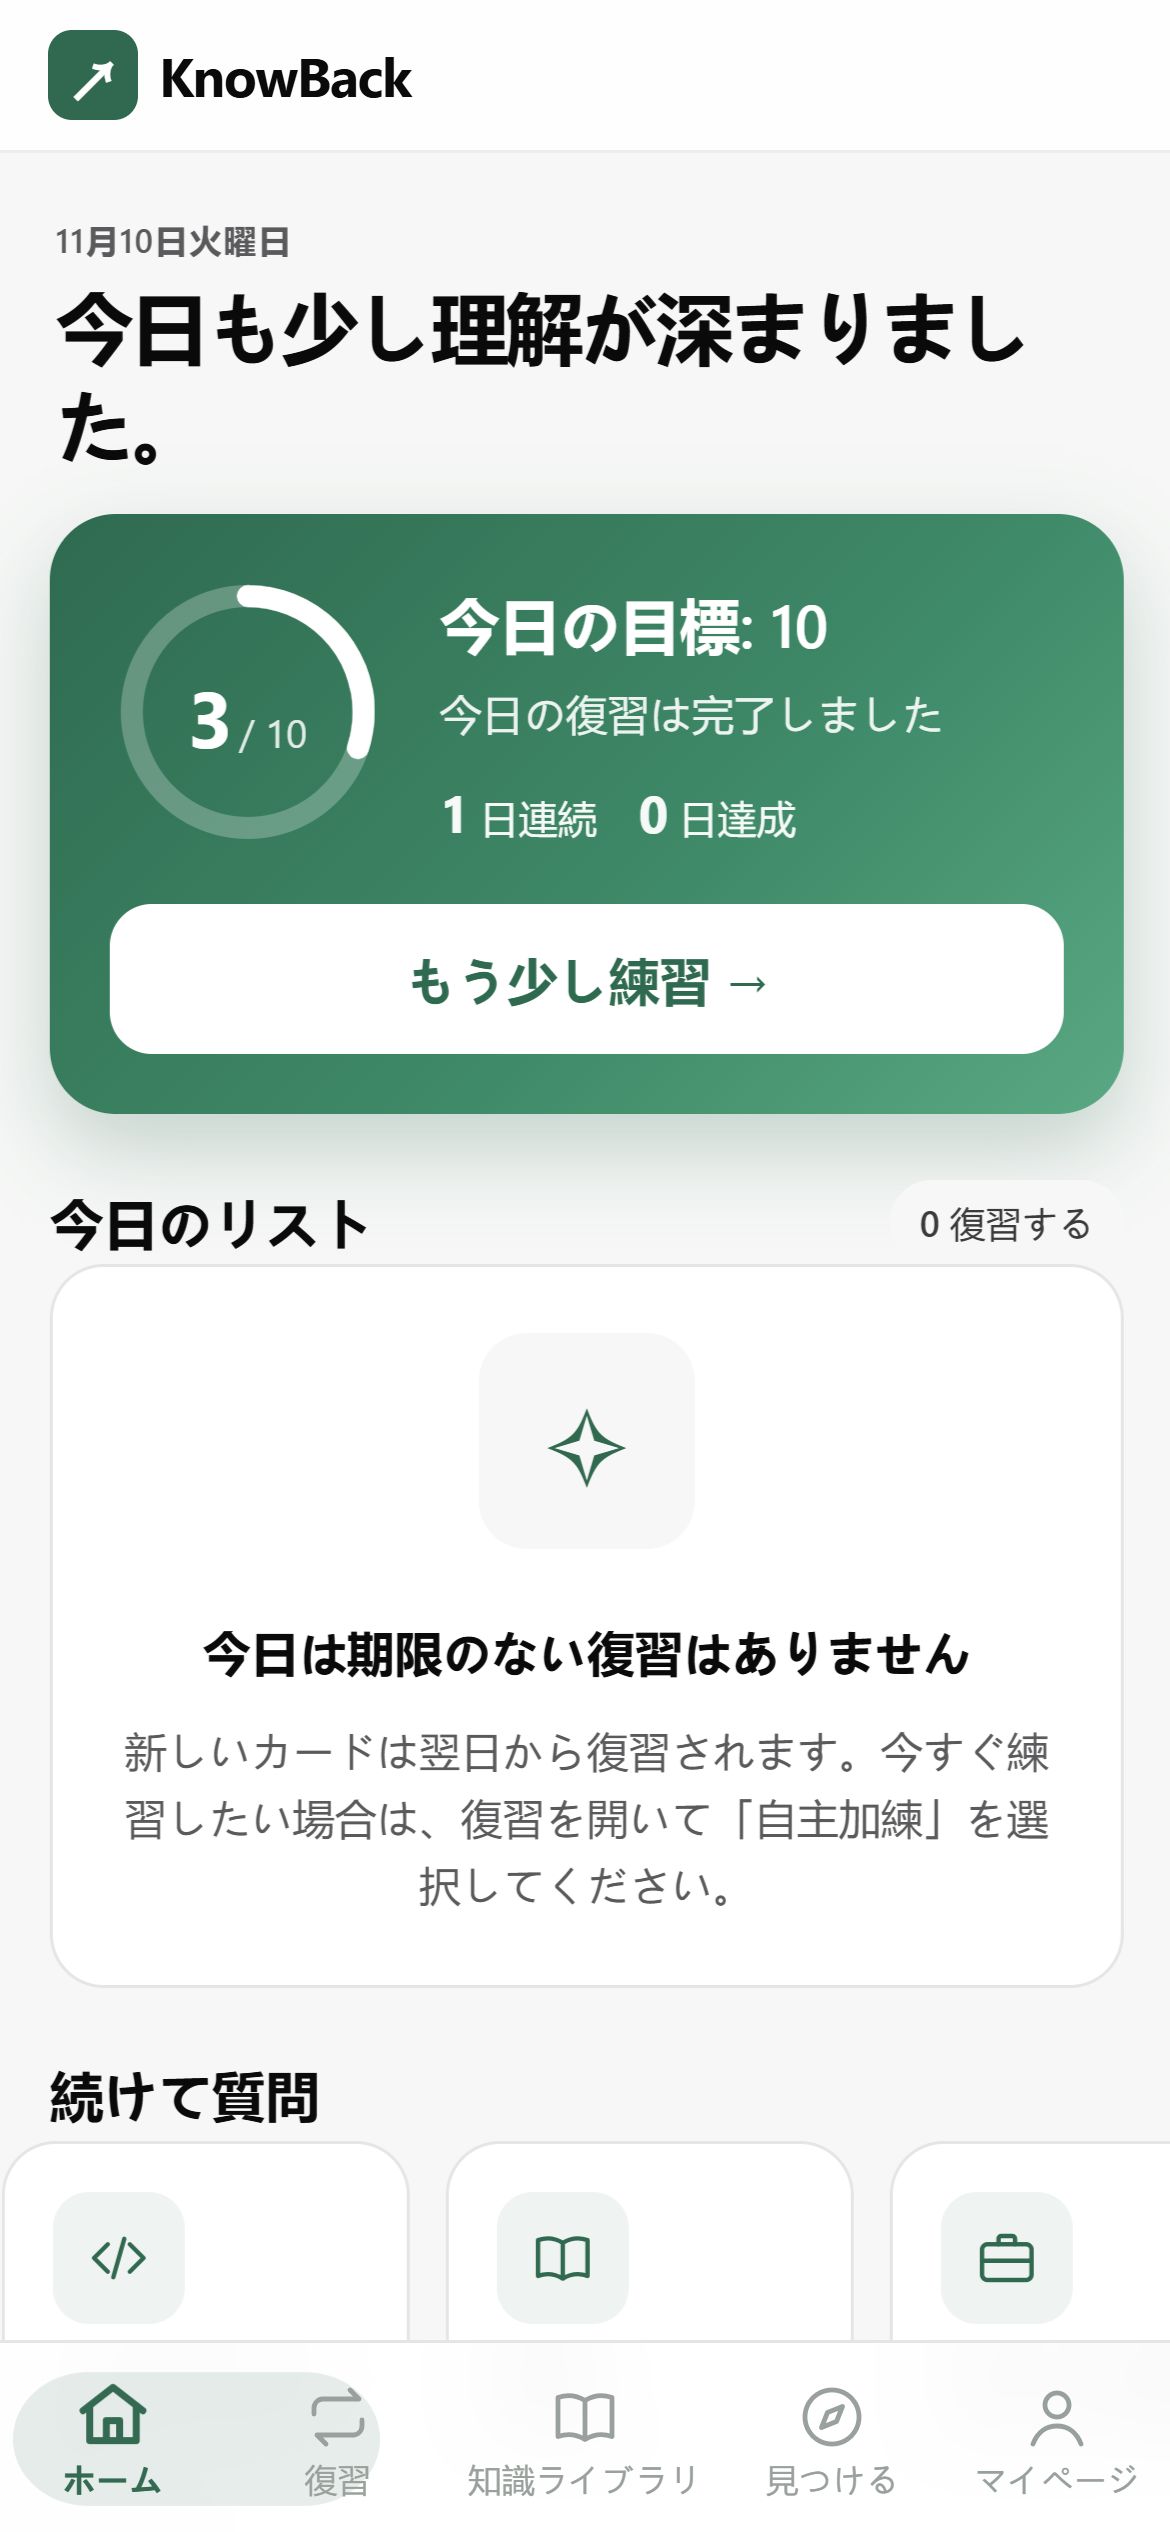 KnowBack
11月10日火曜日
今日も少し理解が深まりまし
た。
3 / 10
今日の目標: 10
今日の復習は完了しました
1 日連続 0 日達成
もう少し練習 →
今日のリスト
0 復習する
今日は期限のない復習はありません
新しいカードは翌日から復習されます。今すぐ練
習したい場合は、復習を開いて「自主加練」を選
択してください。
続けて質問
ホーム
復習
知識ライブラリ
見つける
マイページ